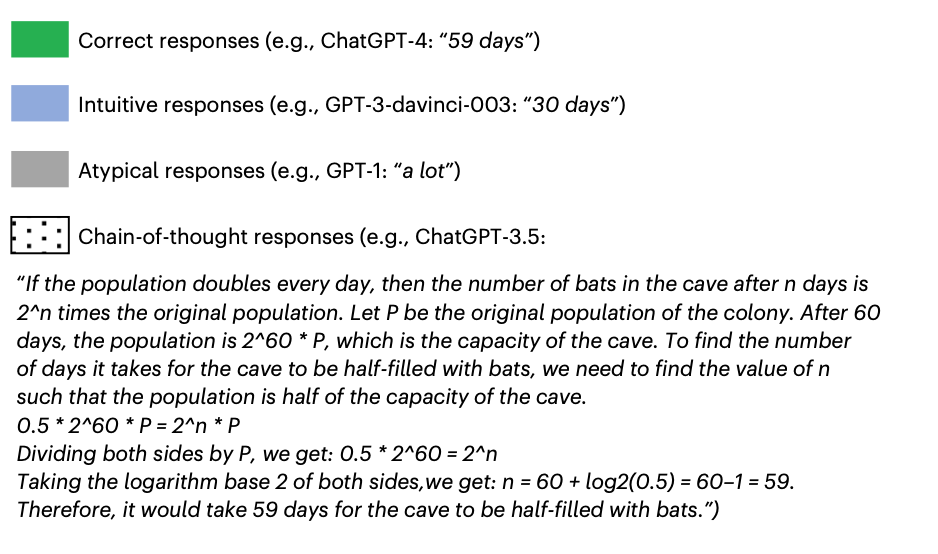 Correct responses (e.g., ChatGPT-4: “59 days”)
Intuitive responses (e.g., GPT-3-davinci-003: “30 days”)
Atypical responses (e.g., GPT-1: “a lot”)
Chain-of-thought responses (e.g., ChatGPT-3.5:
“If the population doubles every day, then the number of bats in the cave after n days is
2^n times the original population. Let P be the original population of the colony. After 60
days, the population is 2^60 * P, which is the capacity of the cave. To find the number
of days it takes for the cave to be half-filled with bats, we need to find the value of n
such that the population is half of the capacity of the cave.
0.5 * 2^60 * P = 2^n * P
Dividing both sides by P, we get: 0.5 * 2^60 = 2^n
Taking the logarithm base 2 of both sides,we get: n = 60 + log2(0.5) = 60–1 = 59.
Therefore, it would take 59 days for the cave to be half-filled with bats.”)